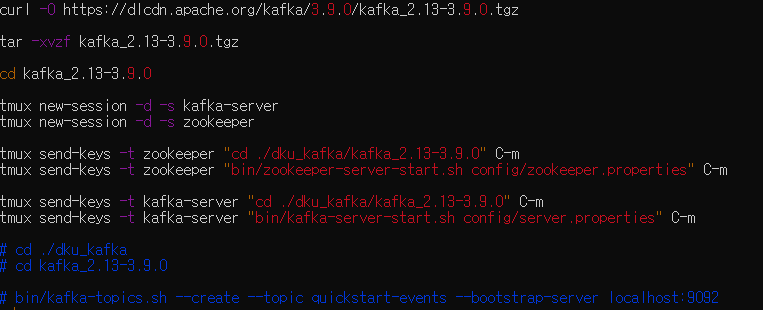 curl -O https://dlcdn.apache.org/kafka/3.9.0/kafka_2.13-3.9.0.tgz
tar -xvzf kafka_2.13-3.9.0.tgz
cd kafka_2.13-3.9.0
tmux new-session -d -s kafka-server
tmux new-session -d -s zookeeper
tmux send-keys -t zookeeper "cd ./dku_kafka/kafka_2.13-3.9.0" C-m
tmux send-keys -t zookeeper "bin/zookeeper-server-start.sh config/zookeeper.properties" C-m
tmux send-keys -t kafka-server "cd ./dku_kafka/kafka_2.13-3.9.0" C-m
tmux send-keys -t kafka-server "bin/kafka-server-start.sh config/server.properties" C-m
# cd ./dku_kafka
# cd kafka_2.13-3.9.0
# bin/kafka-topics.sh --create --topic quickstart-events --bootstrap-server localhost:9092